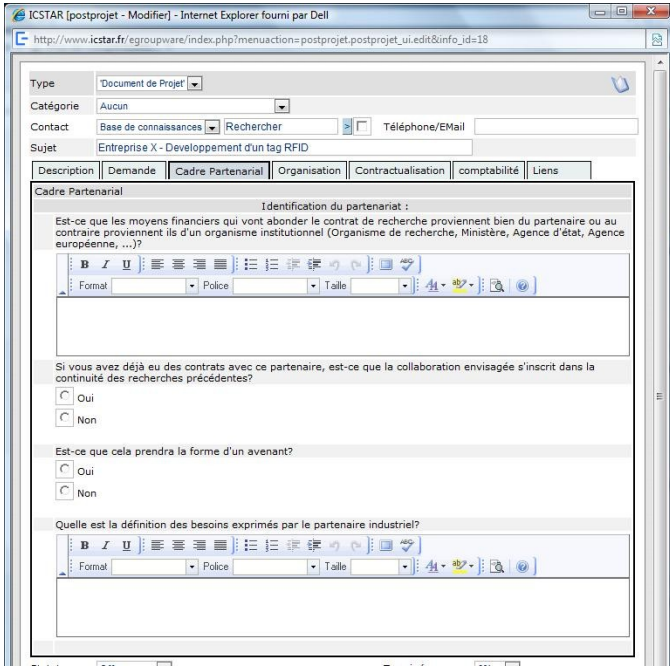 ICSTAR [postprojet - Modifier] - Internet Explorer fourni par Dell
http://www.icstar.fr/egroupware/index.php?menuaction=postprojet.postprojet_ui.edit&info_id=18
Type 'Document de Projet'
Catégorie Aucun
Contact Base de connaissances Rechercher > Téléphone/EMail
Sujet Entreprise X - Developpement d'un tag RFID
Description Demande Cadre Partenarial Organisation Contractualisation comptabilité Liens
Cadre Partenarial
Identification du partenariat :
Est-ce que les moyens financiers qui vont abonder le contrat de recherche proviennent bien du partenaire ou au
contraire proviennent ils d'un organisme institutionnel (Organisme de recherche, Ministère, Agence d'état, Agence
européenne, ...)?
B I U
Format Police Taille
Si vous avez déjà eu des contrats avec ce partenaire, est-ce que la collaboration envisagée s'inscrit dans la
continuité des recherches précédentes?
Oui
Non
Est-ce que cela prendra la forme d'un avenant?
Oui
Non
Quelle est la définition des besoins exprimés par le partenaire industriel?
B I U
Format Police Taille